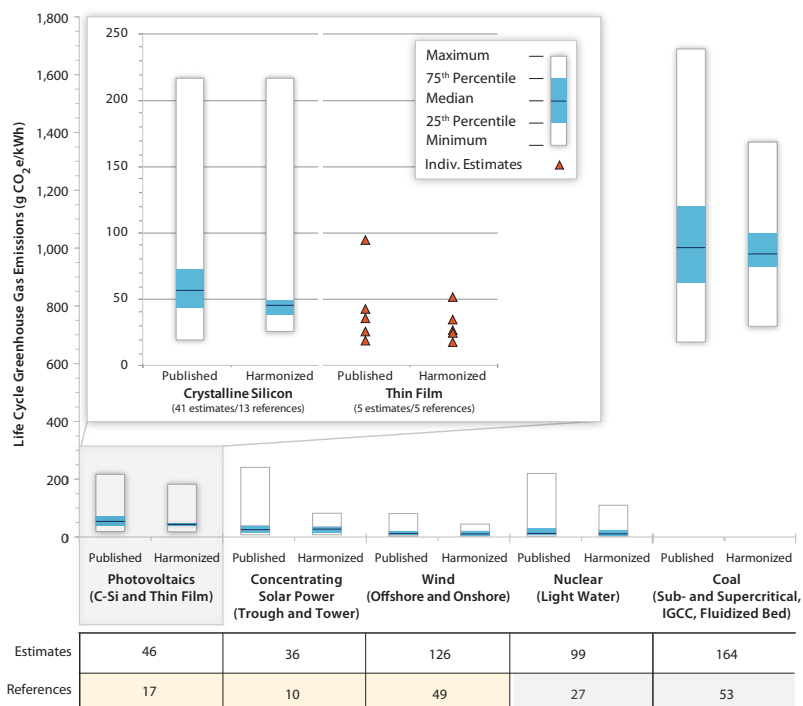 Life Cycle Greenhouse Gas Emissions (g CO2e/kWh)
1,800
1,600
1,400
1,200
1,000
800
600
400
200
0
250
200
150
100
50
0
Maximum
75th Percentile
Median
25th Percentile
Minimum
Indiv. Estimates
Published Harmonized Published Harmonized
Crystalline Silicon Thin Film
(41 estimates/13 references) (5 estimates/5 references)
Published Harmonized Published Harmonized Published Harmonized Published Harmonized Published Harmonized
Photovoltaics
(C-Si and Thin Film)
Concentrating
Solar Power
(Trough and Tower)
Wind
(Offshore and Onshore)
Nuclear
(Light Water)
Coal
(Sub- and Supercritical,
IGCC, Fluidized Bed)
Estimates 46 36 126 99 164
References 17 10 49 27 53